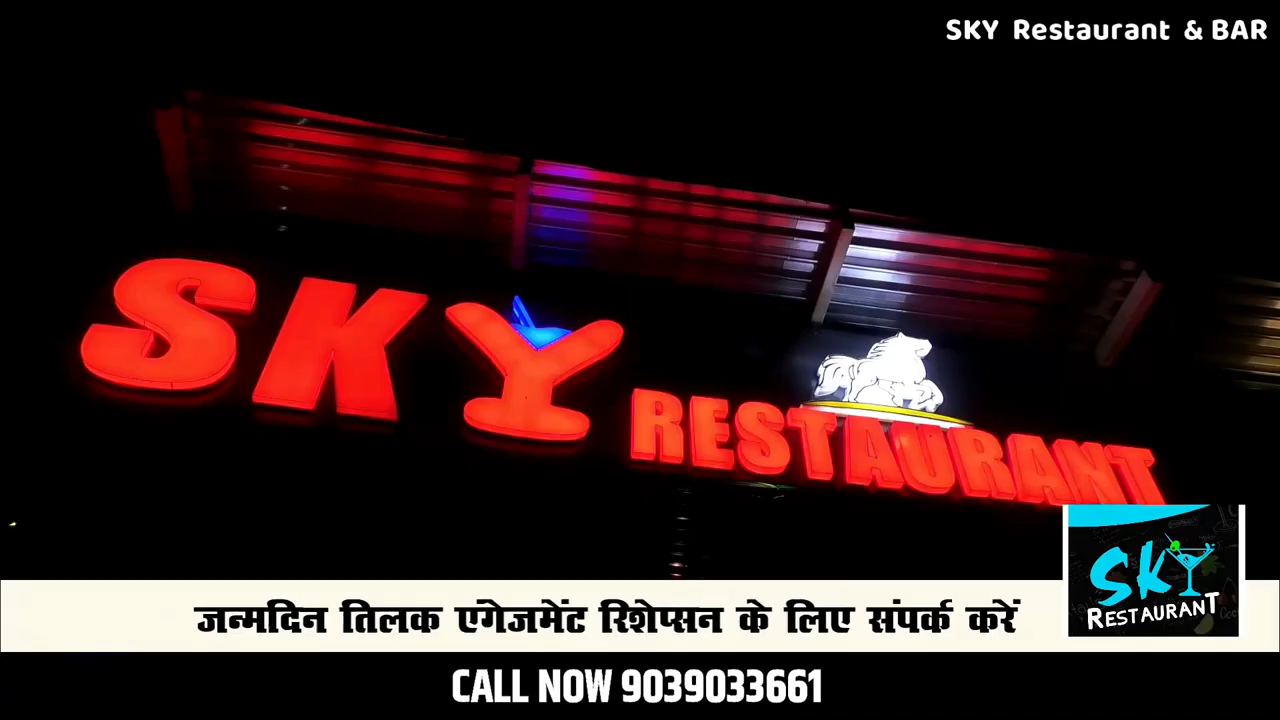 SKY Restaurant & BAR
SKY RESTAURANT
SKY
RESTAURANT
जन्मदिन तिलक एंगेजमेंट रिशेप्सन के लिए संपर्क करें
CALL NOW 9039033661